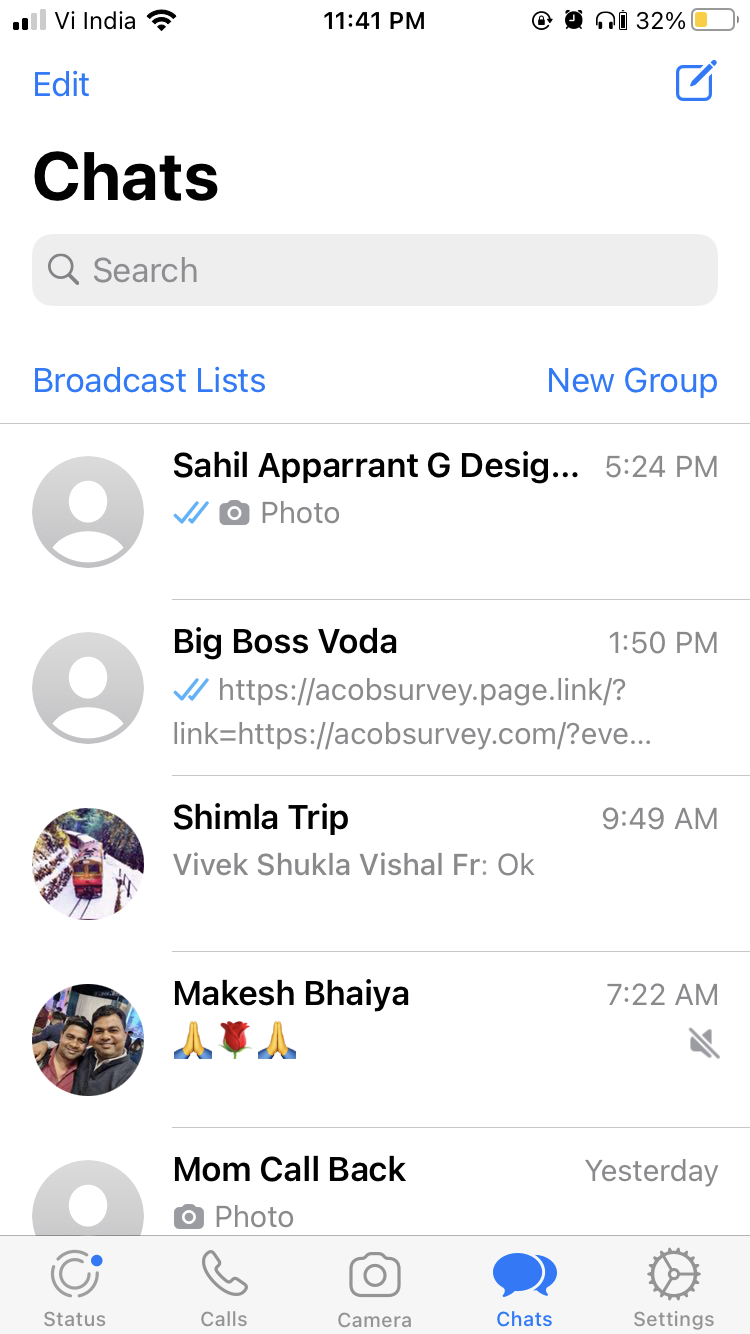 Vi India 11:41 PM 32%
Edit
Chats
Search
Broadcast Lists New Group
Sahil Apparrant G Desig... 5:24 PM
Photo
Big Boss Voda 1:50 PM
https://acobsurvey.page.link/?
link=https://acobsurvey.com/?eve...
Shimla Trip 9:49 AM
Vivek Shukla Vishal Fr: Ok
Makesh Bhaiya 7:22 AM
🙏🌹🙏
Mom Call Back Yesterday
Photo
Status Calls Camera Chats Settings